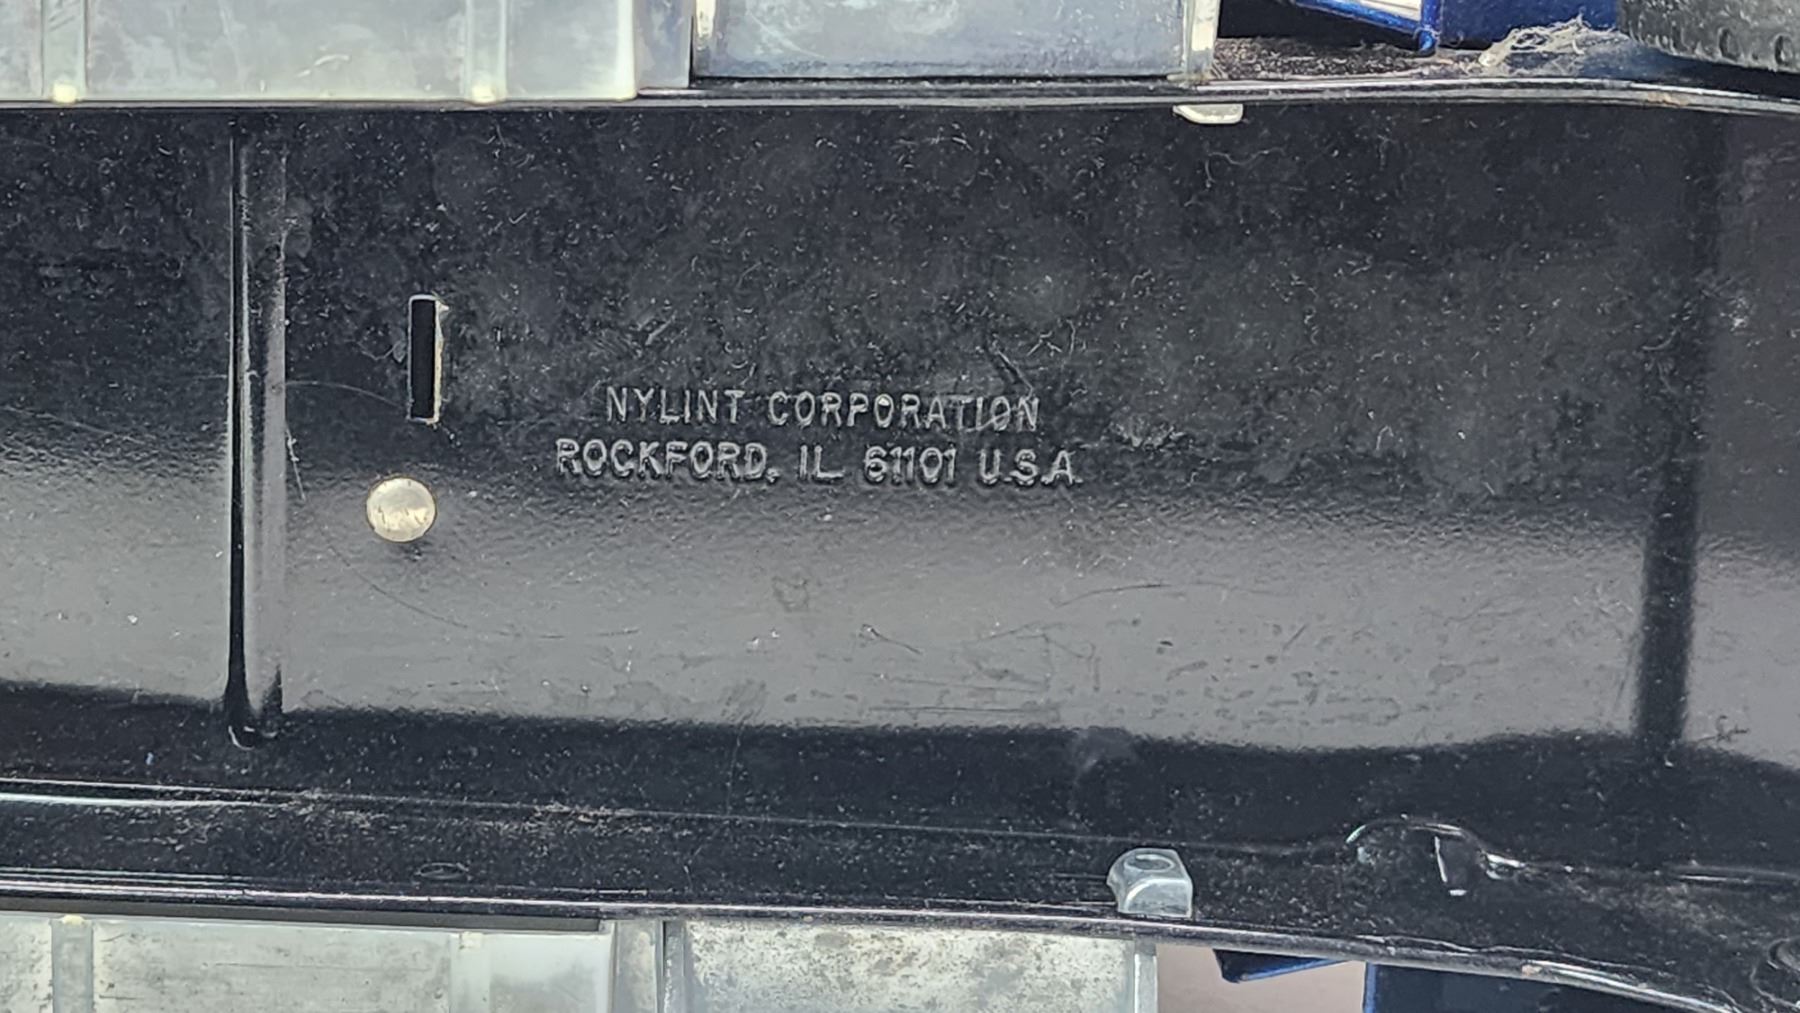 NYLINT CORPORATION
ROCKFORD, IL 61101 U.S.A.